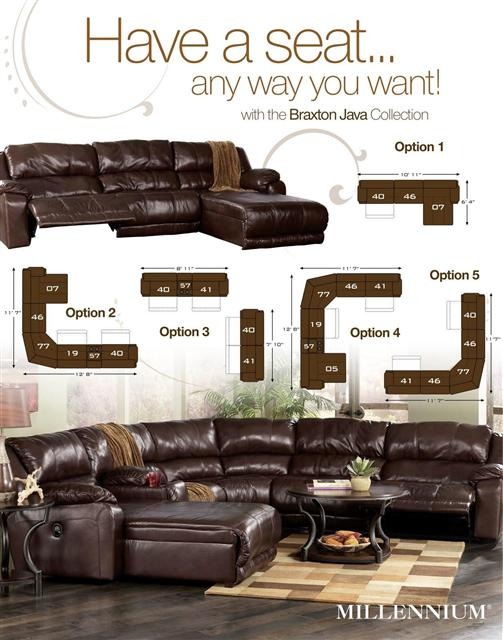 Have a seat...
any way you want!
with the Braxton Java Collection
Option 1
10' 11"
40 46
07
6' 4"
Option 5
11' 7"
8' 11"
40 57 41
46 40
77
07
46
77
Option 2
11' 7"
19 57 40
12' 8"
Option 3
40
41
7' 10"
12' 8"
19
57
05
Option 4
40
46
77
41 46
11' 7"
11' 7"
MILLENNIUM